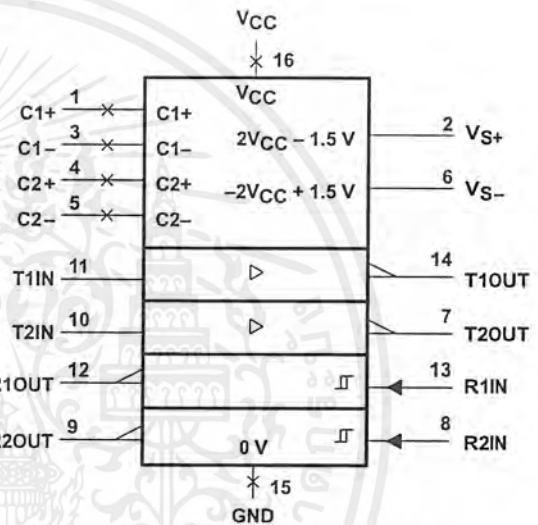 VCC
16
VCC
1
C1+
C1+
3
C1−
C1−
4
C2+
C2+
5
C2−
C2−
2VCC − 1.5 V
2
VS+
−2VCC + 1.5 V
6
VS−
11
T1IN
14
T1OUT
10
T2IN
7
T2OUT
12
1OUT
13
R1IN
9
2OUT
8
R2IN
0 V
15
GND